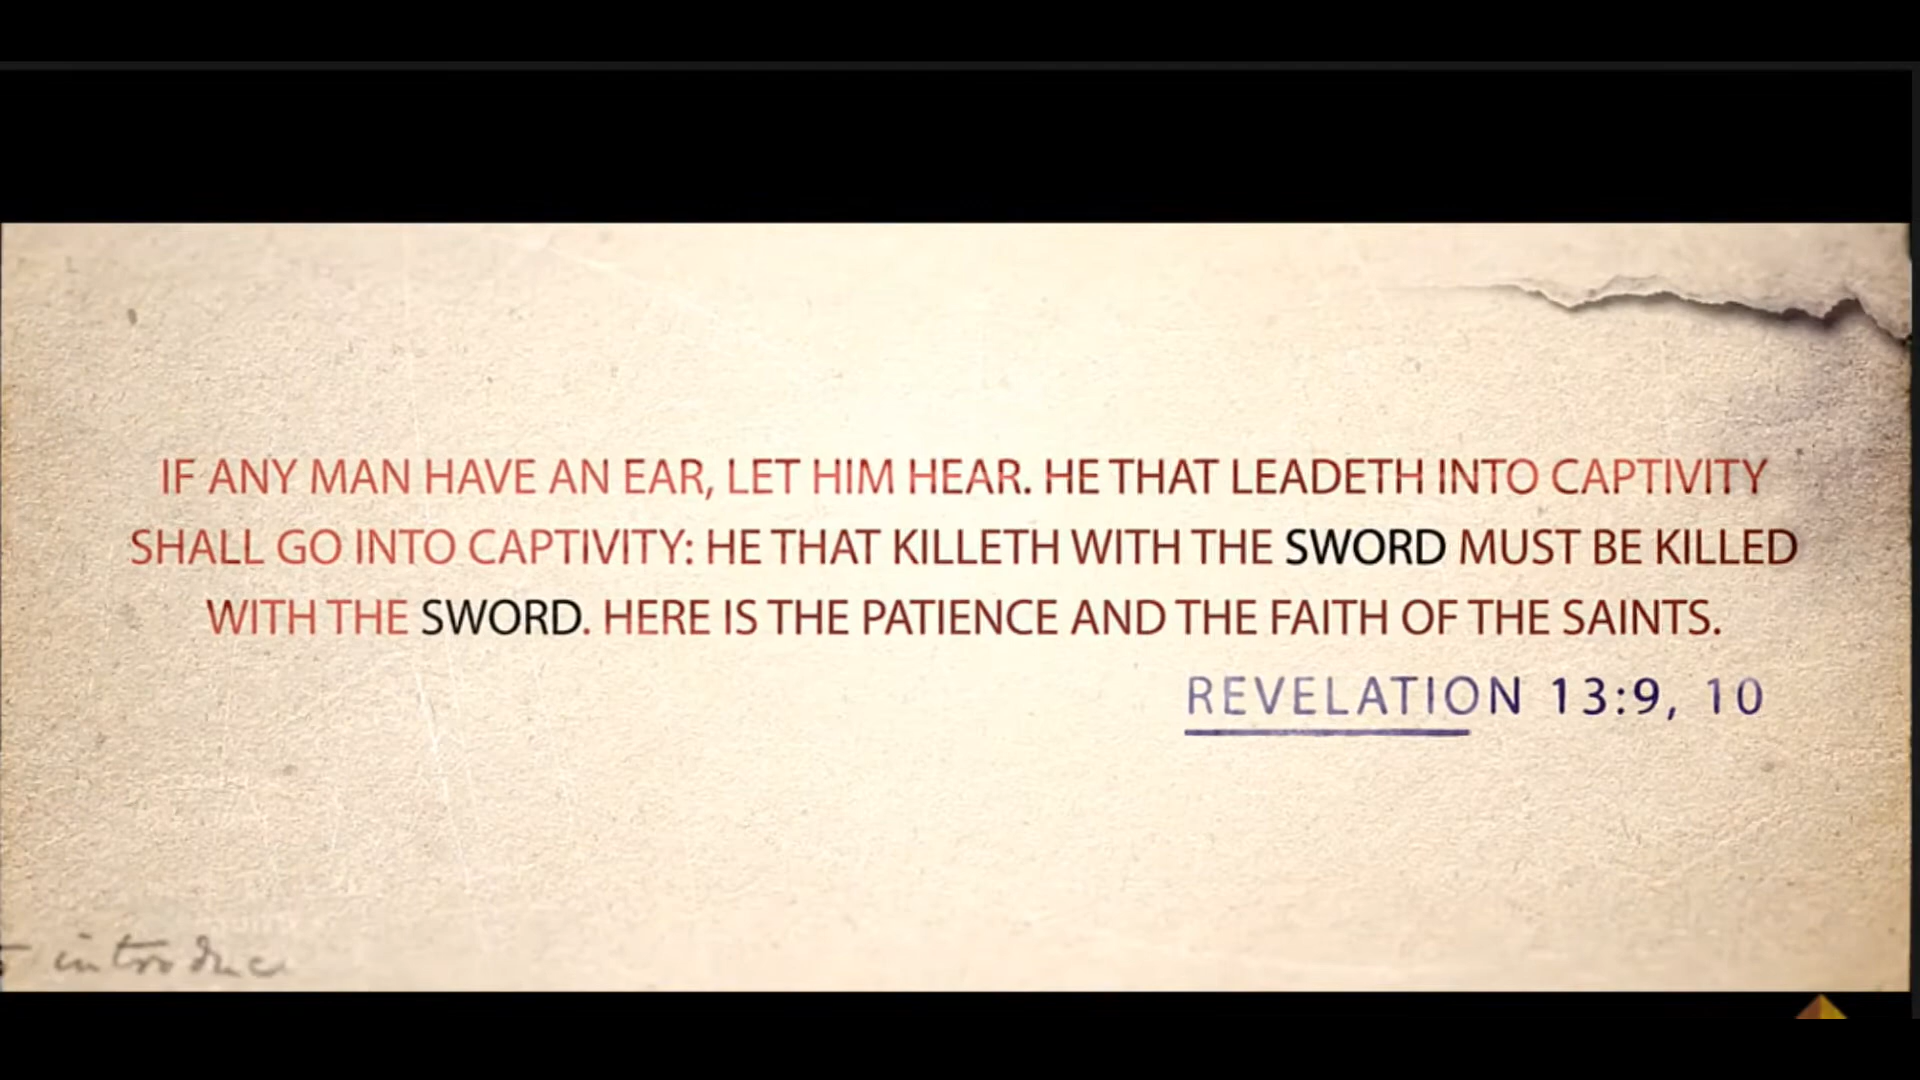 IF ANY MAN HAVE AN EAR, LET HIM HEAR. HE THAT LEADETH INTO CAPTIVITY
SHALL GO INTO CAPTIVITY: HE THAT KILLETH WITH THE SWORD MUST BE KILLED
WITH THE SWORD. HERE IS THE PATIENCE AND THE FAITH OF THE SAINTS.
REVELATION 13:9, 10
introduc